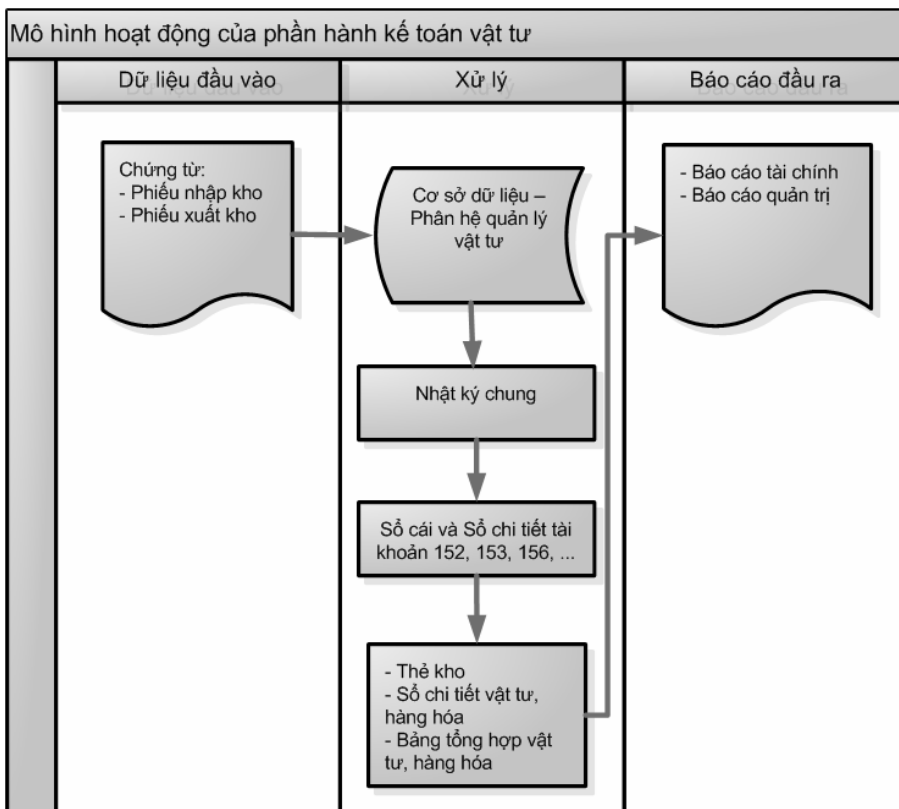 Mô hình hoạt động của phần hành kế toán vật tư
Dữ liệu đầu vào
Xử lý
Báo cáo đầu ra
Chứng từ:
- Phiếu nhập kho
- Phiếu xuất kho
Cơ sở dữ liệu –
Phân hệ quản lý
vật tư
Nhật ký chung
Sổ cái và Sổ chi tiết tài
khoản 152, 153, 156, ...
- Thẻ kho
- Sổ chi tiết vật tư,
hàng hóa
- Bảng tổng hợp vật
tư, hàng hóa
- Báo cáo tài chính
- Báo cáo quản trị